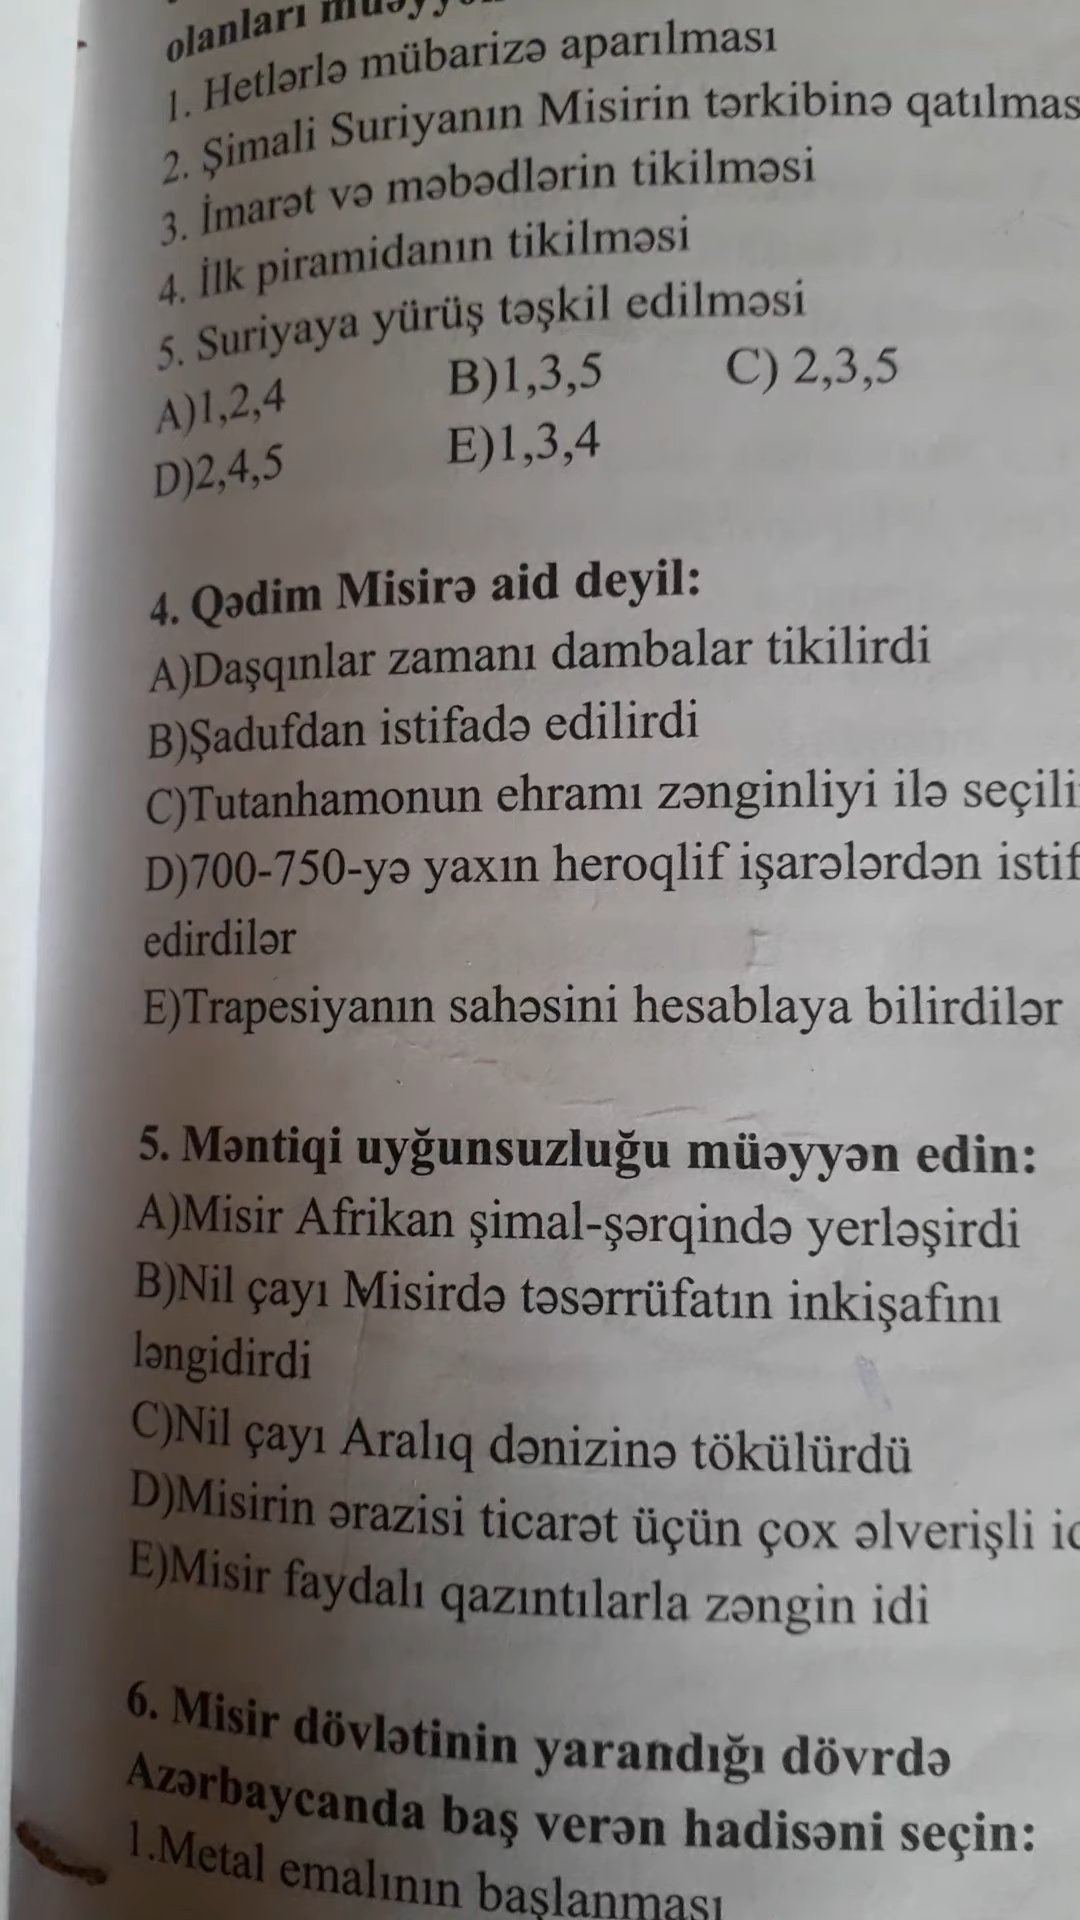 olanları
1. Hetlərlə mübarizə aparılması
2. Şimali Suriyanın Misirin tərkibinə qatılmas
3. İmarət və məbədlərin tikilməsi
4. İlk piramidanın tikilməsi
5. Suriyaya yürüş təşkil edilməsi
A)1,2,4 B)1,3,5 C) 2,3,5
D)2,4,5 E)1,3,4
4. Qədim Misirə aid deyil:
A)Daşqınlar zamanı dambalar tikilirdi
B)Şadufdan istifadə edilirdi
C)Tutanhamonun ehramı zənginliyi ilə seçili
D)700-750-yə yaxın heroqlif işarələrdən istif
edirdilər
E)Trapesiyanın sahəsini hesablaya bilirdilər
5. Məntiqi uyğunsuzluğu müəyyən edin:
A)Misir Afrikan şimal-şərqində yerləşirdi
B)Nil çayı Misirdə təsərrüfatın inkişafını
ləngidirdi
C)Nil çayı Aralıq dənizinə tökülürdü
D)Misirin ərazisi ticarət üçün çox əlverişli
E)Misir faydalı qazıntılarla zəngin idi
6. Misir dövlətinin yarandığı dövrdə
Azərbaycanda baş verən hadisəni seçin:
1.Metal emalının başlanması